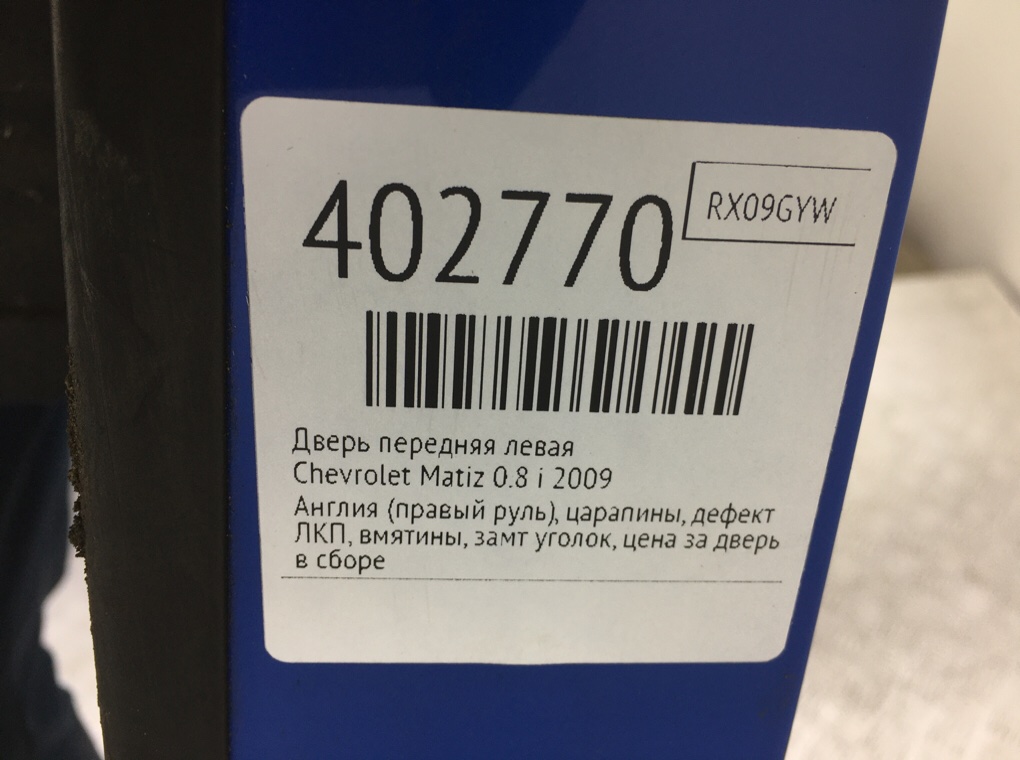 402770
RX09GYW
Дверь передняя левая
Chevrolet Matiz 0.8 i 2009
Англия (правый руль), царапины, дефект
ЛКП, вмятины, замт уголок, цена за дверь
в сборе